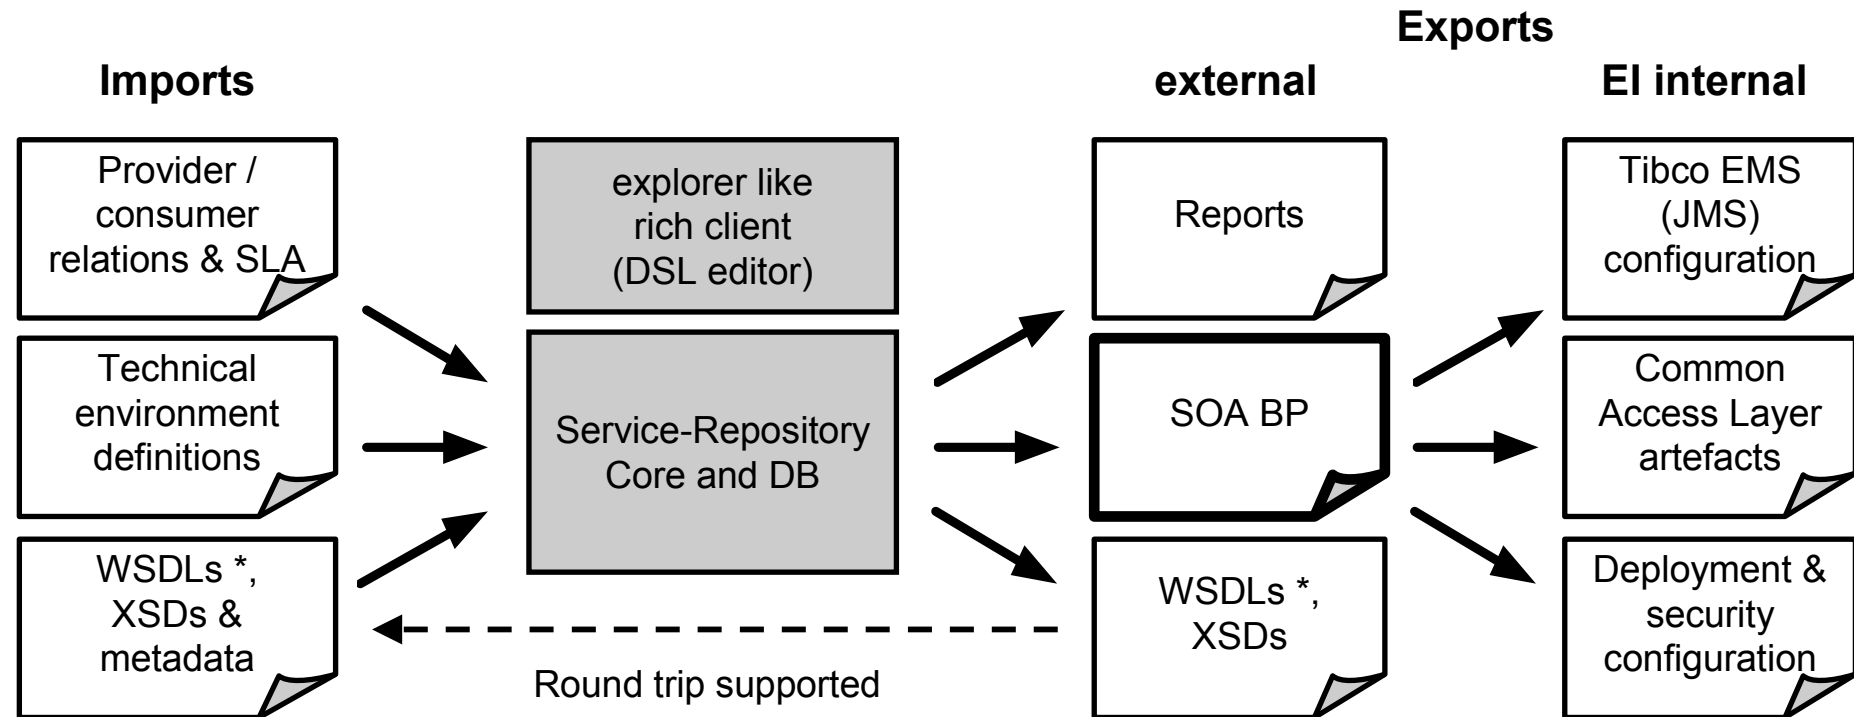 Exports
Imports
external
EI internal
Provider /
consumer
relations & SLA
Technical
environment
definitions
WSDLs *,
XSDs &
metadata
explorer like
rich client
(DSL editor)
Service-Repository
Core and DB
Round trip supported
Reports
SOA BP
WSDLs *,
XSDs
Tibco EMS
(JMS)
configuration
Common
Access Layer
artefacts
Deployment &
security
configuration